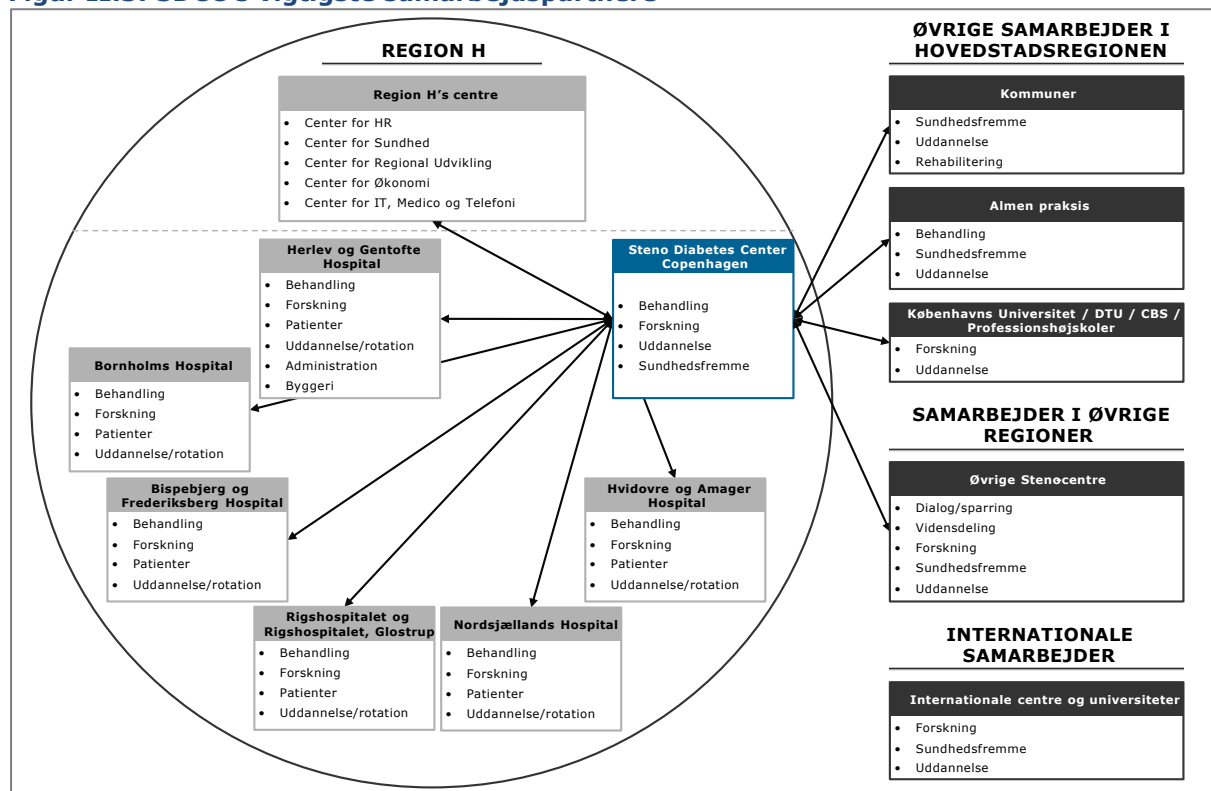 REGION H
Region H's centre
• Center for HR
• Center for Sundhed
• Center for Regional Udvikling
• Center for Økonomi
• Center for IT, Medico og Telefoni
Herlev og Gentofte
Hospital
• Behandling
• Forskning
• Patienter
• Uddannelse/rotation
• Administration
• Byggeri
Steno Diabetes Center
Copenhagen
• Behandling
• Forskning
• Uddannelse
• Sundhedsfremme
Bornholms Hospital
• Behandling
• Forskning
• Patienter
• Uddannelse/rotation
Bispebjerg og
Frederiksberg Hospital
• Behandling
• Forskning
• Patienter
• Uddannelse/rotation
Hvidovre og Amager
Hospital
• Behandling
• Forskning
• Patienter
• Uddannelse/rotation
Rigshospitalet og
Rigshospitalet, Glostrup
• Behandling
• Forskning
• Patienter
• Uddannelse/rotation
Nordsjællands Hospital
• Behandling
• Forskning
• Patienter
• Uddannelse/rotation
ØVRIGE SAMARBEJDER I
HOVEDSTADSREGIONEN
Kommuner
• Sundhedsfremme
• Uddannelse
• Rehabilitering
Almen praksis
• Behandling
• Sundhedsfremme
• Uddannelse
Københavns Universitet / DTU / CBS /
Professionshøjskoler
• Forskning
• Uddannelse
SAMARBEJDER I ØVRIGE
REGIONER
Øvrige Stenocentre
• Dialog/sparring
• Vidensdeling
• Forskning
• Sundhedsfremme
• Uddannelse
INTERNATIONALE
SAMARBEJDER
Internationale centre og universiteter
• Forskning
• Sundhedsfremme
• Uddannelse